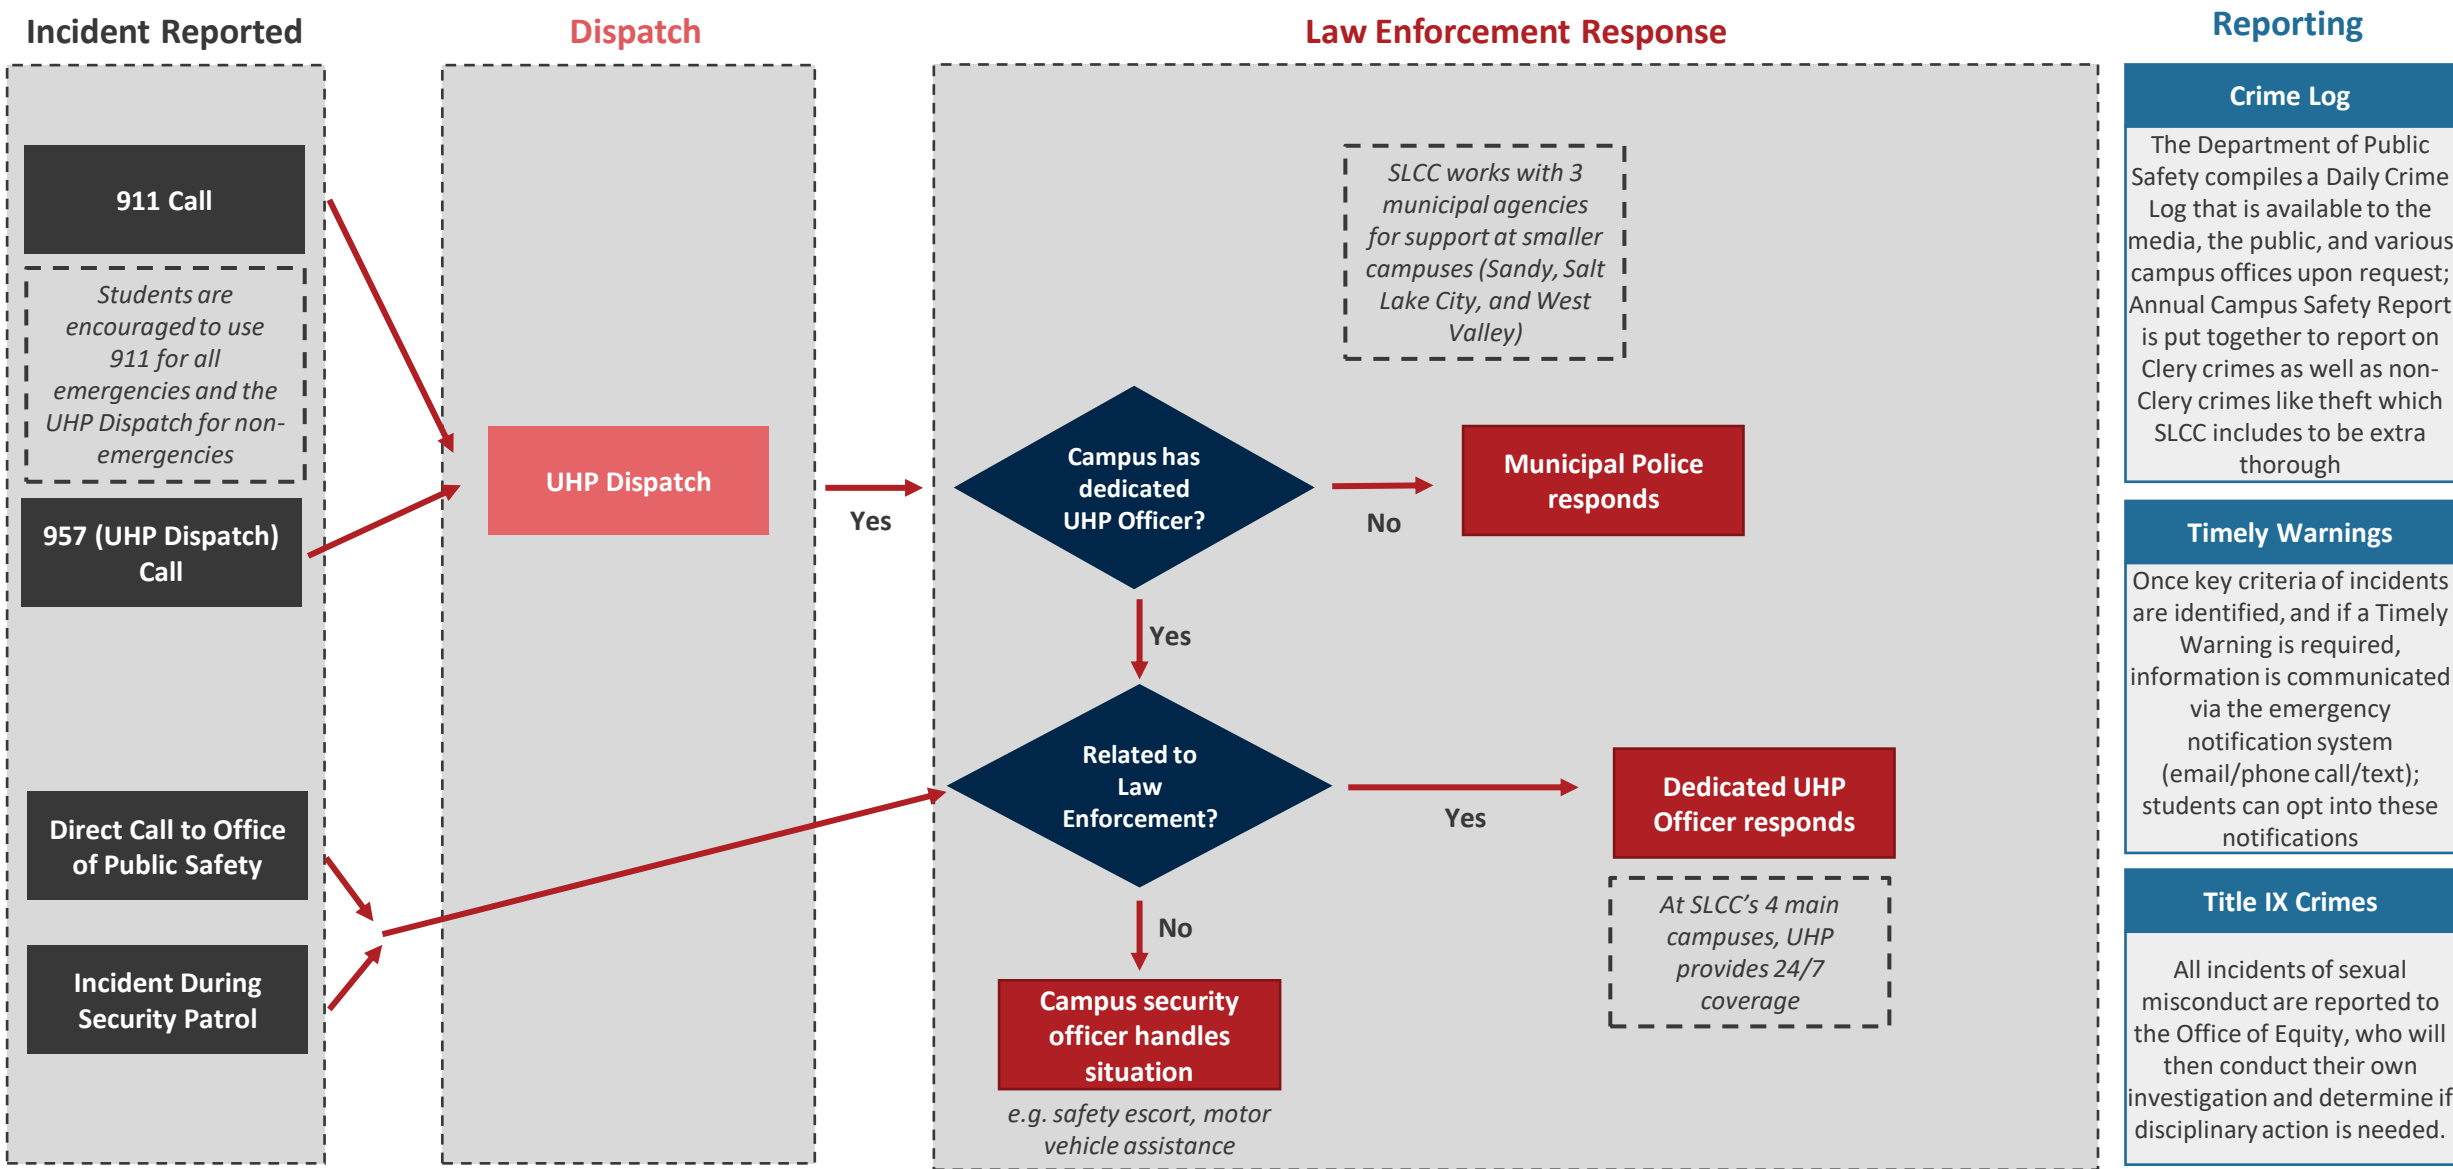 Incident Reported
Dispatch
Law Enforcement Response
Reporting
911 Call
Students are
encouraged to use
911 for all
emergencies and the
UHP Dispatch for non-
emergencies
957 (UHP Dispatch)
Call
Direct Call to Office
of Public Safety
Incident During
Security Patrol
UHP Dispatch
Yes
SLCC works with 3
municipal agencies
for support at smaller
campuses (Sandy, Salt
Lake City, and West
Valley)
Campus has
dedicated
UHP Officer?
No
Municipal Police
responds
Yes
Related to
Law
Enforcement?
Yes
Dedicated UHP
Officer responds
At SLCC's 4 main
campuses, UHP
provides 24/7
coverage
No
Campus security
officer handles
situation
e.g. safety escort, motor
vehicle assistance
Crime Log
The Department of Public
Safety compiles a Daily Crime
Log that is available to the
media, the public, and various
campus offices upon request;
Annual Campus Safety Report
is put together to report on
Clery crimes as well as non-
Clery crimes like theft which
SLCC includes to be extra
thorough
Timely Warnings
Once key criteria of incidents
are identified, and if a Timely
Warning is required,
information is communicated
via the emergency
notification system
(email/phone call/text);
students can opt into these
notifications
Title IX Crimes
All incidents of sexual
misconduct are reported to
the Office of Equity, who will
then conduct their own
investigation and determine if
disciplinary action is needed.